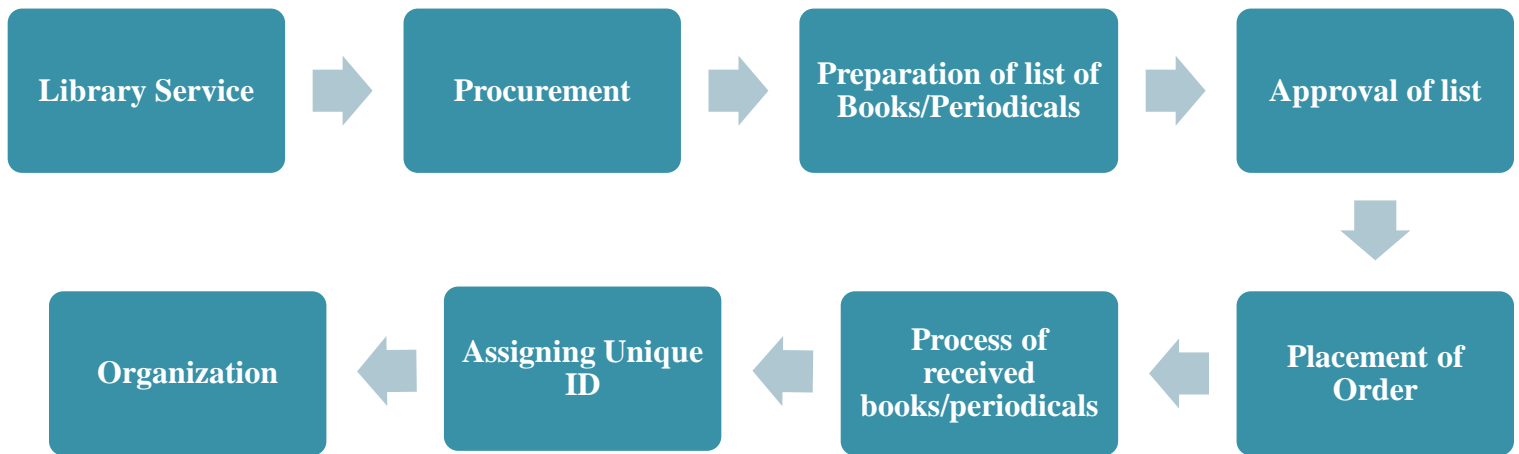 Library Service
Procurement
Preparation of list of
Books/Periodicals
Approval of list
Placement of
Order
Process of
received
books/periodicals
Assigning Unique
ID
Organization